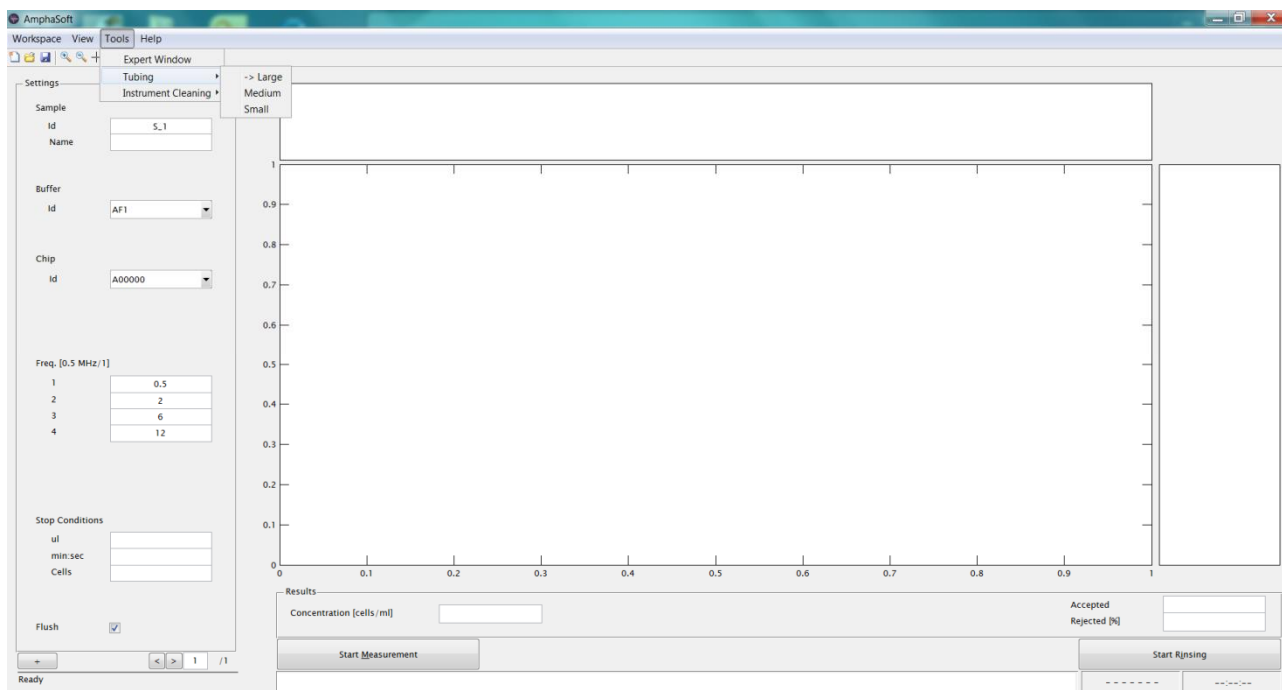 AmphaSoft
Workspace View Tools Help
Expert Window
Tubing
Instrument Cleaning
-> Large
Medium
Small
Settings
Sample
Id S_1
Name
Buffer
Id AF1
Chip
Id A00000
Freq. [0.5 MHz/1]
1 0.5
2 2
3 6
4 12
Stop Conditions
ul
min:sec
Cells
Flush
+ < > 1 /1
Ready
1
0.9
0.8
0.7
0.6
0.5
0.4
0.3
0.2
0.1
0
0 0.1 0.2 0.3 0.4 0.5 0.6 0.7 0.8 0.9 1
Results
Concentration [cells/ml]
Accepted
Rejected [%]
Start Measurement
Start Rinsing
- - - - - - - --:--:--